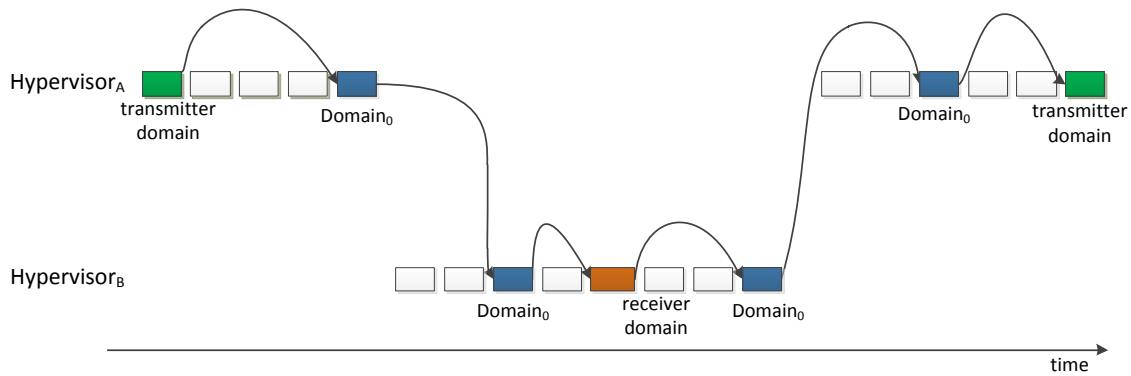 Hypervisor_A
transmitter
domain
Domain_0
Domain_0
transmitter
domain
Hypervisor_B
Domain_0
receiver
domain
Domain_0
time